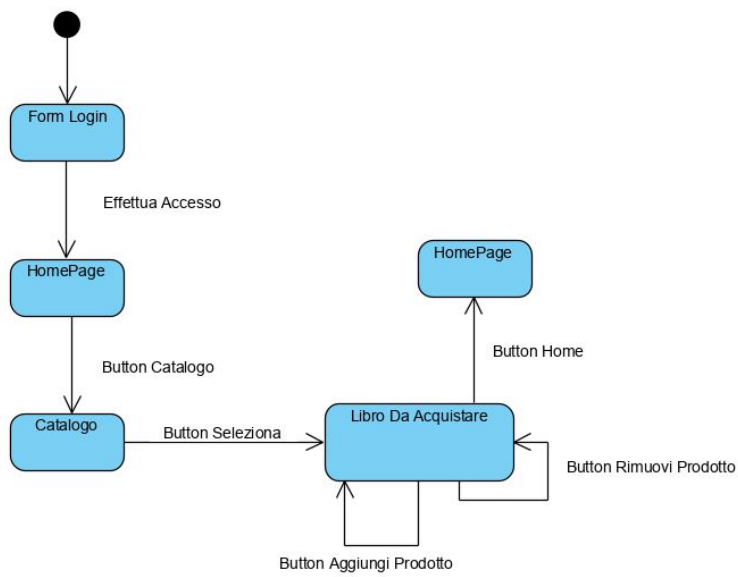 Form Login
Effettua Accesso
HomePage
HomePage
Button Home
Button Catalogo
Catalogo
Button Seleziona
Libro Da Acquistare
Button Rimuovi Prodotto
Button Aggiungi Prodotto